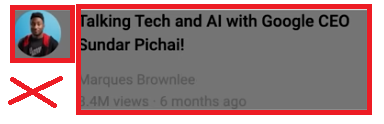 Talking Tech and AI with Google CEO
Sundar Pichai!
Marques Brownlee
3.4M views · 6 months ago